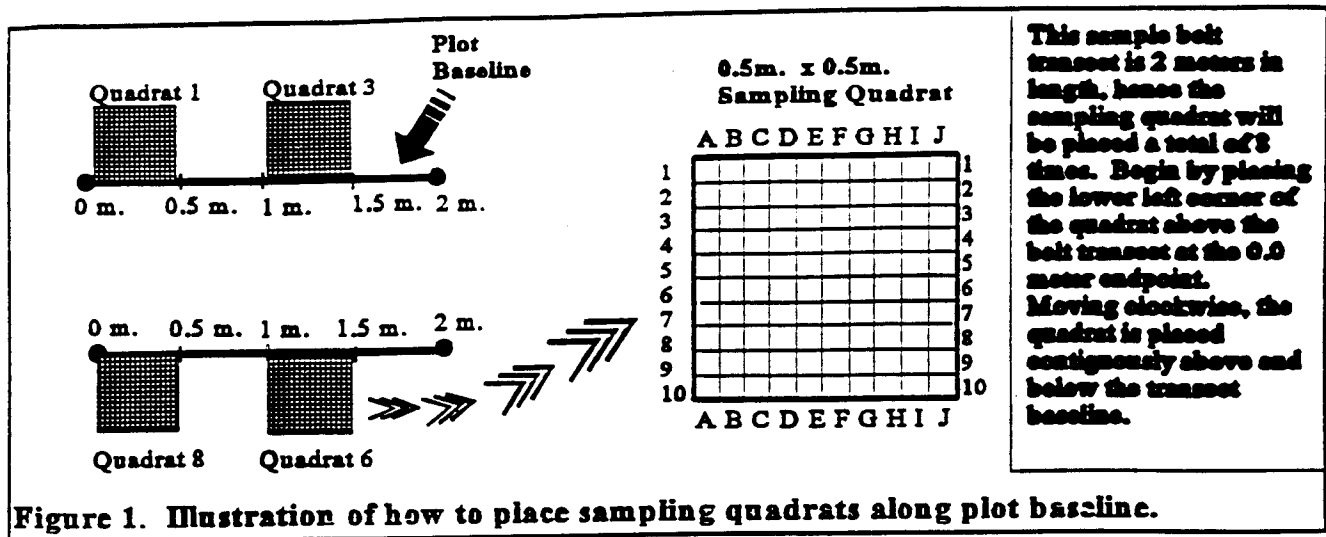 Plot
Baseline
Quadrat 1
Quadrat 3
0 m. 0.5 m. 1 m. 1.5 m. 2 m.
0 m. 0.5 m. 1 m. 1.5 m. 2 m.
Quadrat 8
Quadrat 6
0.5m. x 0.5m.
Sampling Quadrat
A B C D E F G H I J
1 1
2 2
3 3
4 4
5 5
6 6
7 7
8 8
9 9
10 10
A B C D E F G H I J
This sample belt
transect is 2 meters in
length, hence the
sampling quadrat will
be placed a total of 8
times. Begin by placing
the lower left corner of
the quadrat above the
belt transect at the 0.0
meter endpoint.
Moving clockwise, the
quadrat is placed
contiguously above and
below the transect
baseline.
Figure 1. Illustration of how to place sampling quadrats along plot baseline.